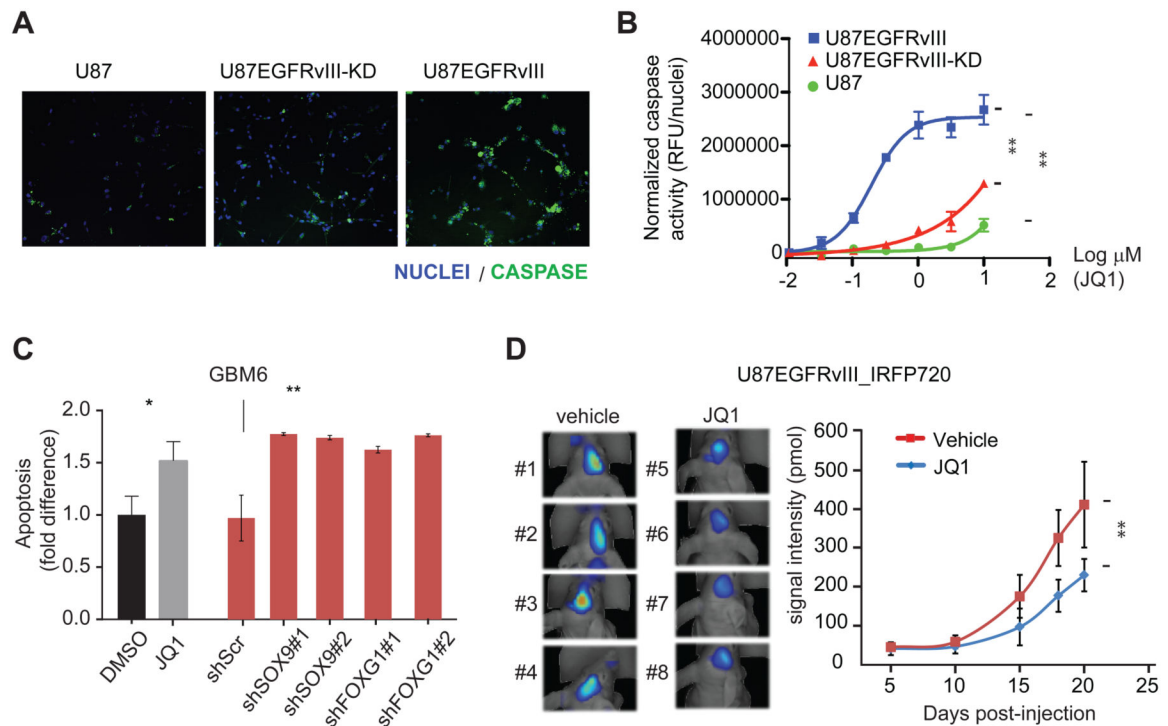 A
U87
U87EGFRvIII-KD
U87EGFRvIII
NUCLEI / CASPASE
B
Normalized caspase
activity (RFU/nuclei)
4000000
3000000
2000000
1000000
0
U87EGFRvIII
U87EGFRvIII-KD
U87
**
**
-2
-1
0
1
2
Log μM
(JQ1)
C
GBM6
Apoptosis
(fold difference)
2.0
1.5
1.0
0.0
*
**
DMSO
JQ1
shScr
shSOX9#1
shSOX9#2
shFOXG1#1
shFOXG1#2
D
U87EGFRvIII_IRFP720
vehicle
JQ1
#1
#5
#2
#6
#3
#7
#4
#8
signal intensity (pmol)
600
500
400
300
200
100
0
Vehicle
JQ1
**
5
10
15
20
25
Days post-injection